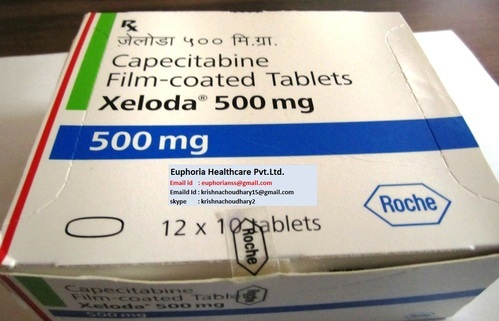 Rx
ज़ेलोडा ५०० मि.ग्रा.
Capecitabine
Film-coated Tablets
Xeloda® 500 mg
500 mg
Euphoria Healthcare Pvt.Ltd.
Email id : euphorianss@gmail.com
Emaild Id : krishnachoudhary15@gmail.com
skype : krishnachoudhary2
Roche
12 x 10 tablets
Roche
Capecitabine
Film-coated Tablets
Xeloda® 500 mg
500 mg